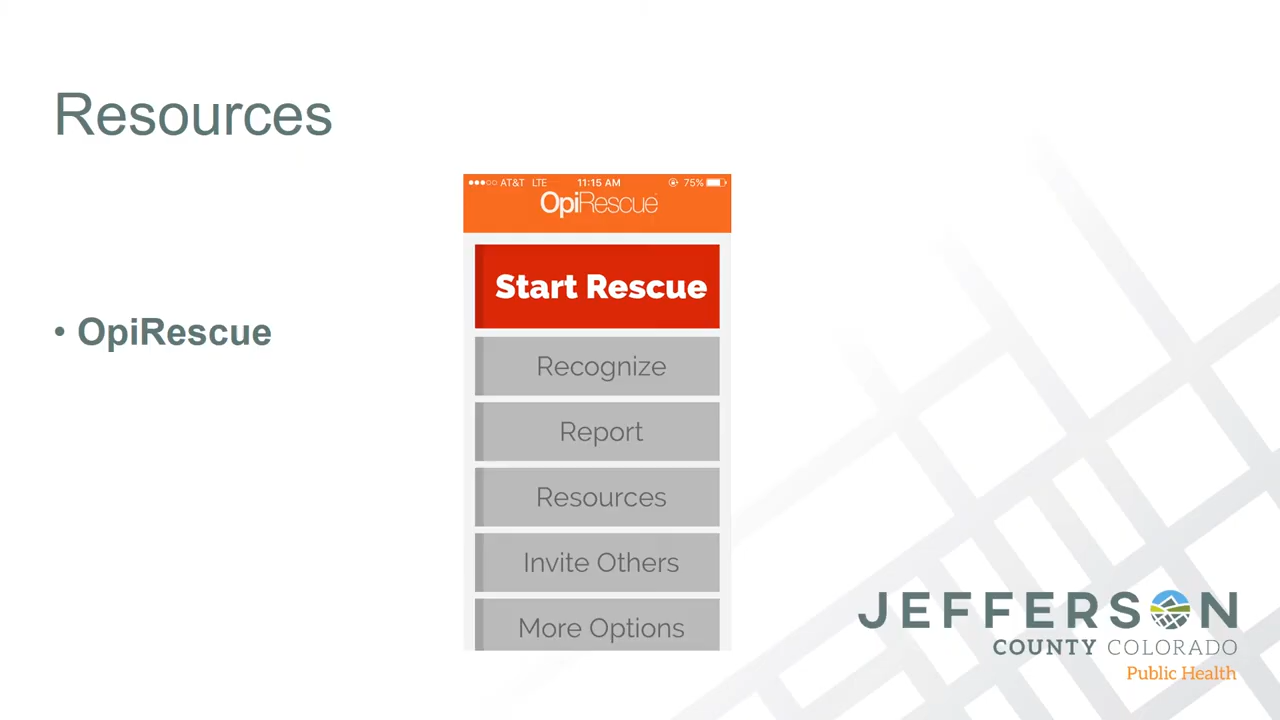 Resources
• OpiRescue
AT&T LTE 11:15 AM 75%
OpiRescue
Start Rescue
Recognize
Report
Resources
Invite Others
More Options
JEFFERSON
COUNTY COLORADO
Public Health